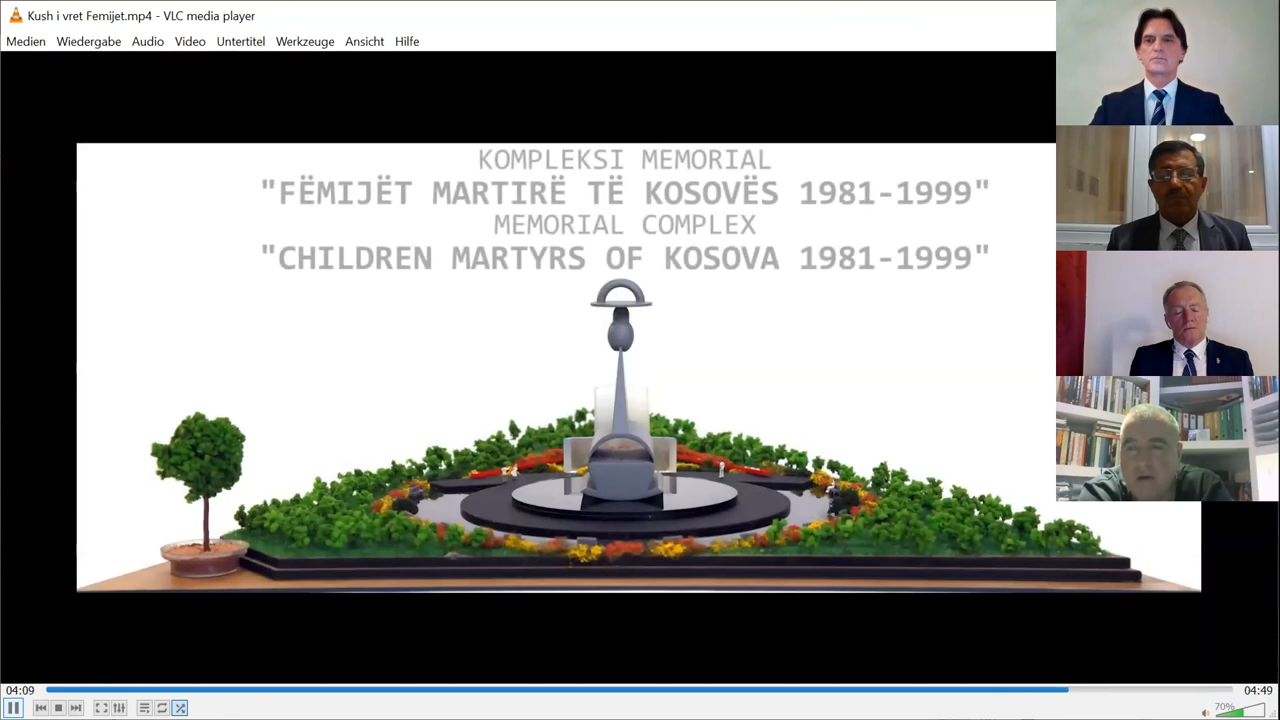 Kush i vret Femijet.mp4 - VLC media player
Medien Wiedergabe Audio Video Untertitel Werkzeuge Ansicht Hilfe
KOMPLEKSI MEMORIAL
"FËMIJËT MARTIRË TË KOSOVËS 1981-1999"
MEMORIAL COMPLEX
"CHILDREN MARTYRS OF KOSOVA 1981-1999"
04:09 04:49
70%